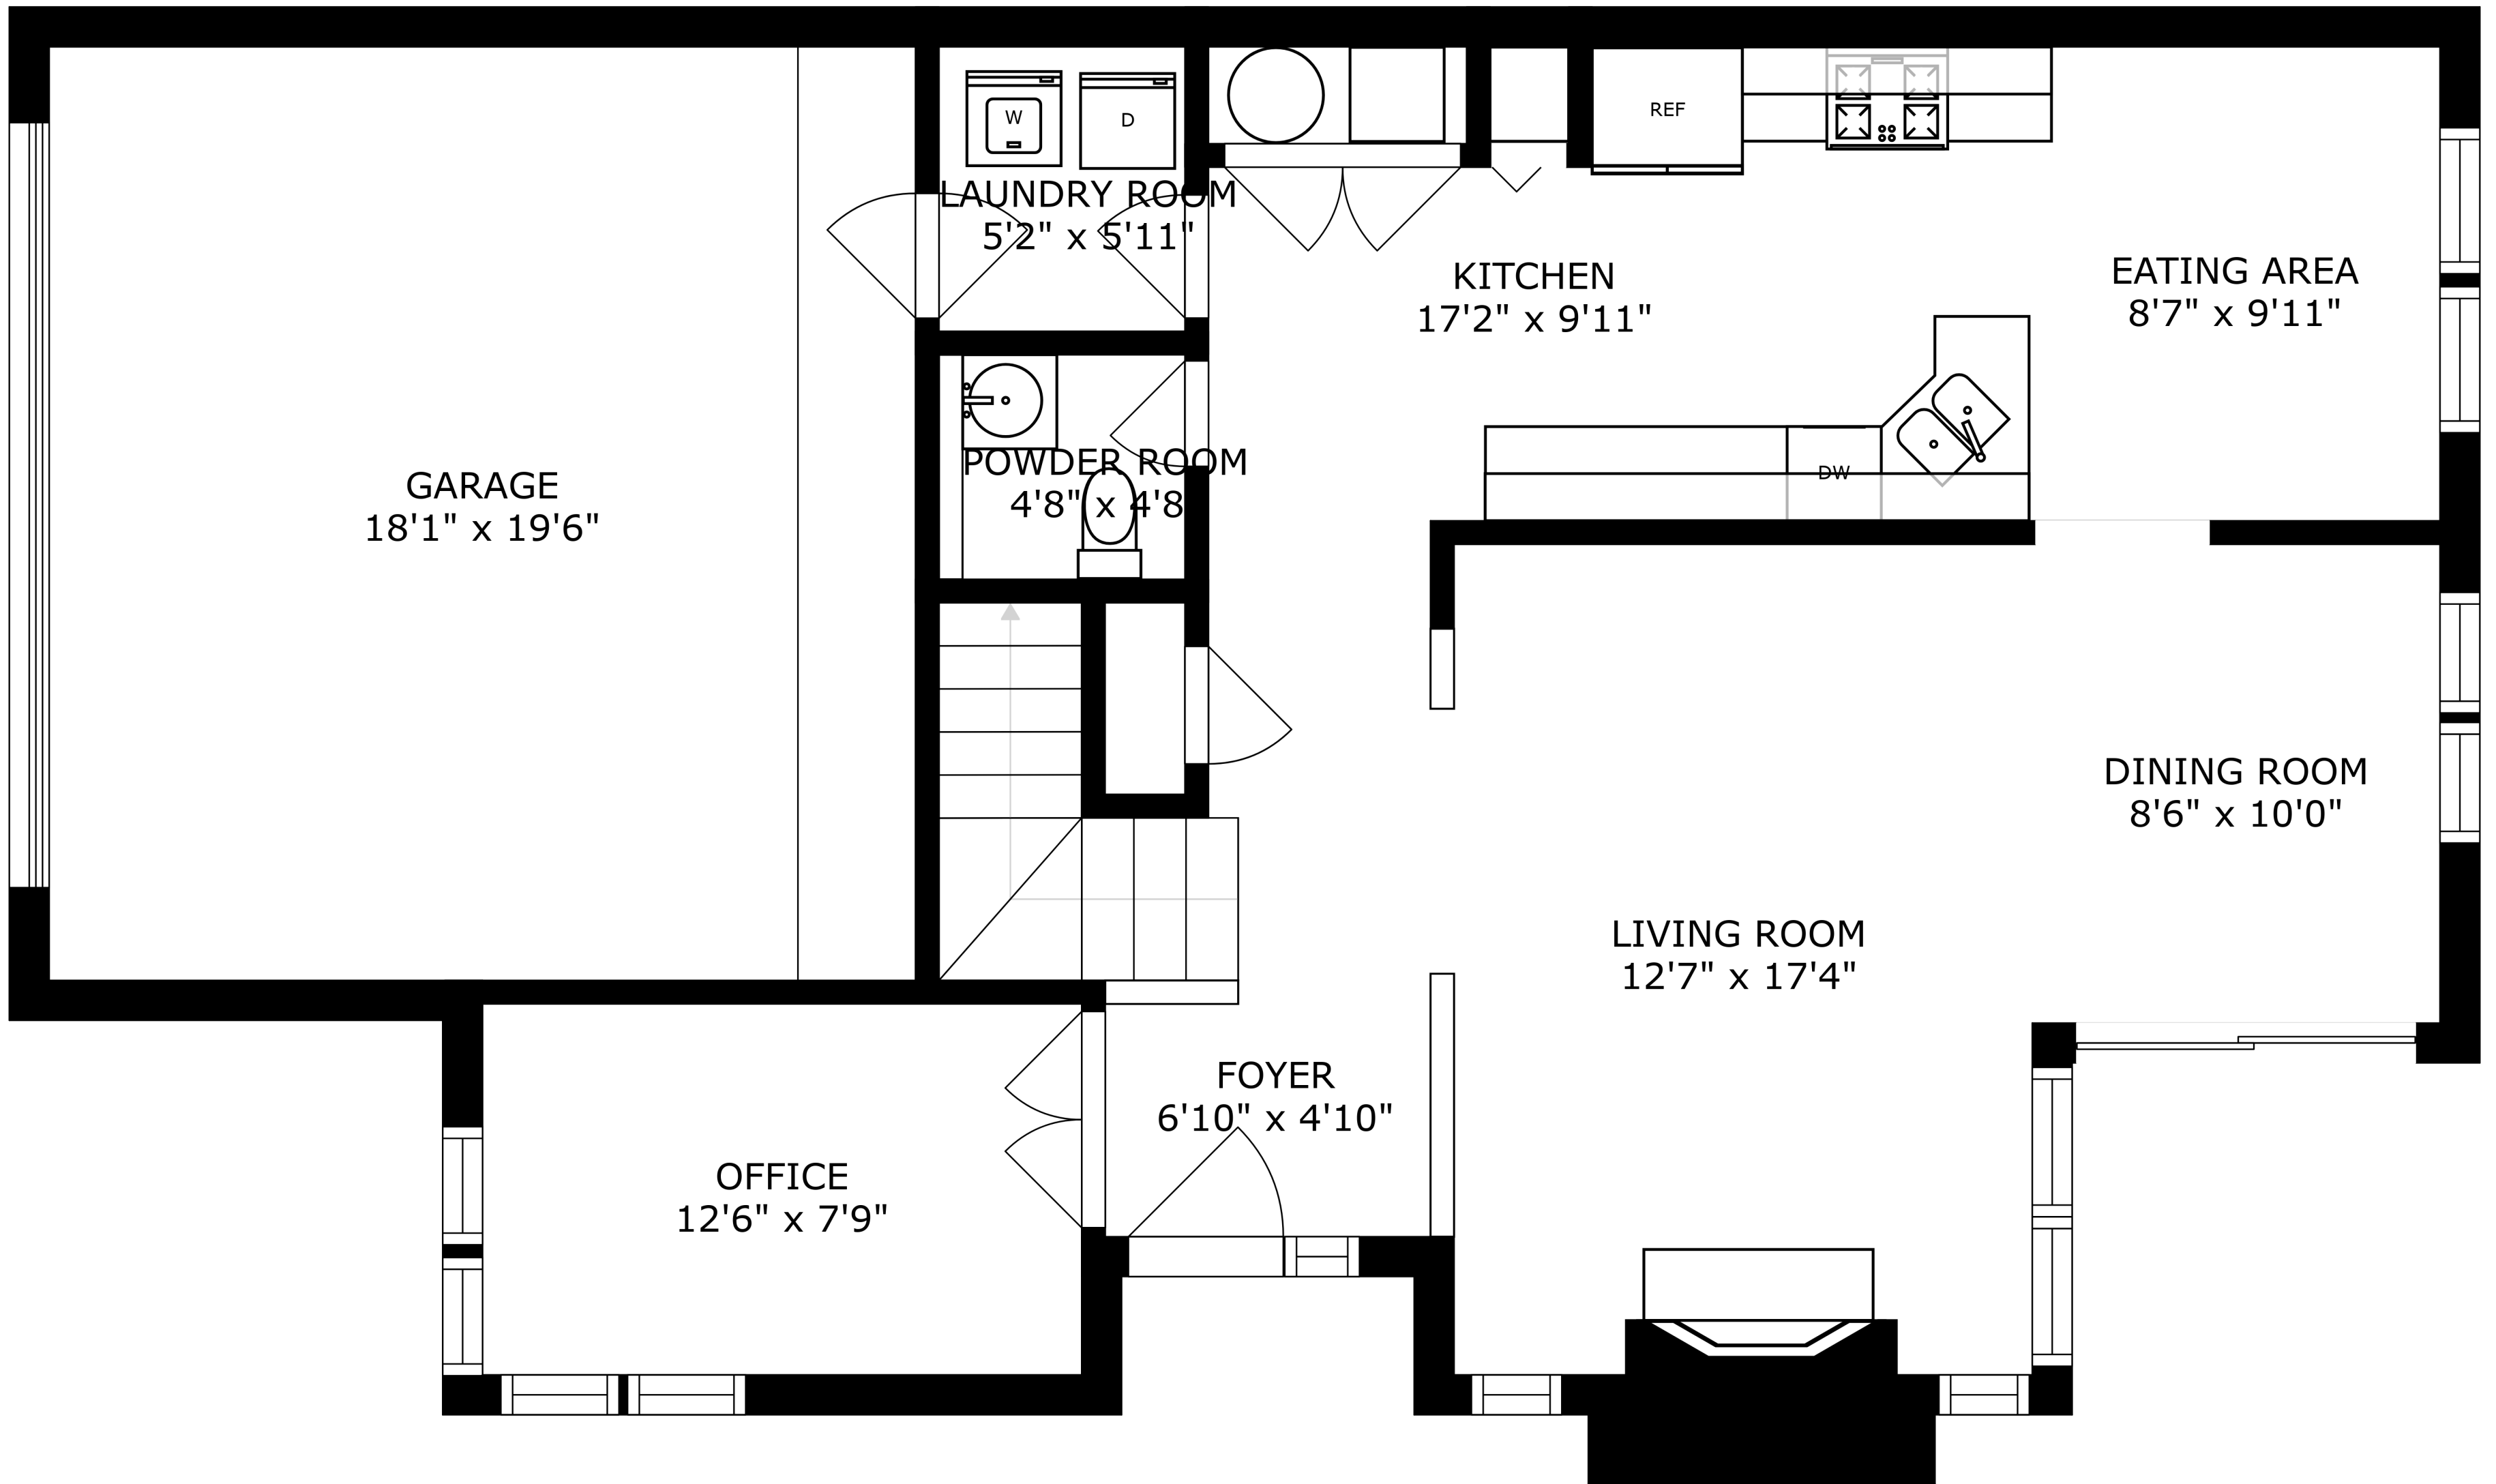 W
D
REF
LAUNDRY ROOM
5'2" x 5'11"
KITCHEN
17'2" x 9'11"
EATING AREA
8'7" x 9'11"
GARAGE
18'1" x 19'6"
POWDER ROOM
4'8" x 4'8
DW
DINING ROOM
8'6" x 10'0"
LIVING ROOM
12'7" x 17'4"
FOYER
6'10" x 4'10"
OFFICE
12'6" x 7'9"